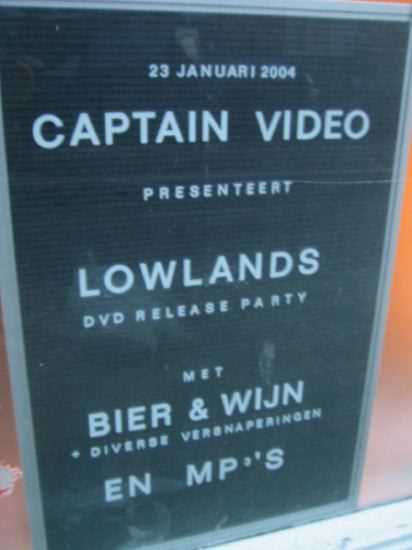 23 JANUARI 2004
CAPTAIN VIDEO
PRESENTEERT
LOWLANDS
DVD RELEASE PARTY
MET
BIER & WIJN
+ DIVERSE VERSNAPERINGEN
EN MP3'S